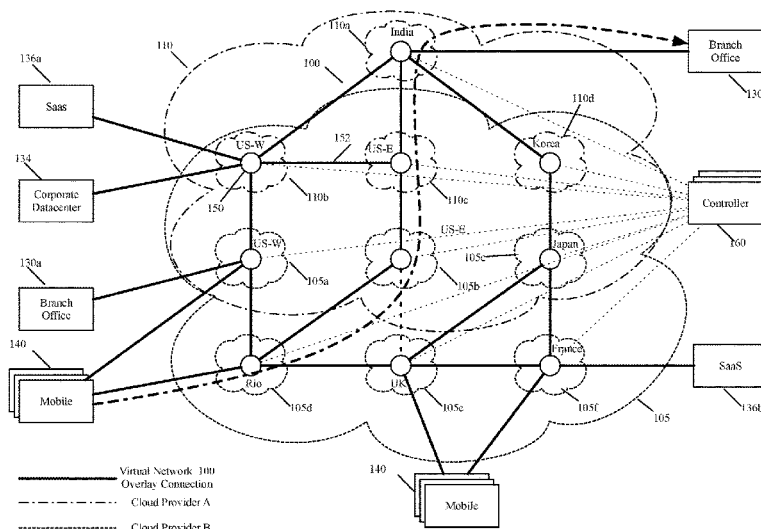 110
110a
India
136a
100
Branch
Office
130
110d
Saas
US-W
152
US-E
Korea
134
Corporate
Datacenter
150
110b
110c
Controller
160
130a
US-W
US-E
105c
Japan
105a
105b
Branch
Office
140
Mobile
Rio
UK
France
SaaS
136b
105d
105e
105f
105
140
Mobile
Virtual Network 100
Overlay Connection
Cloud Provider A
Cloud Provider B